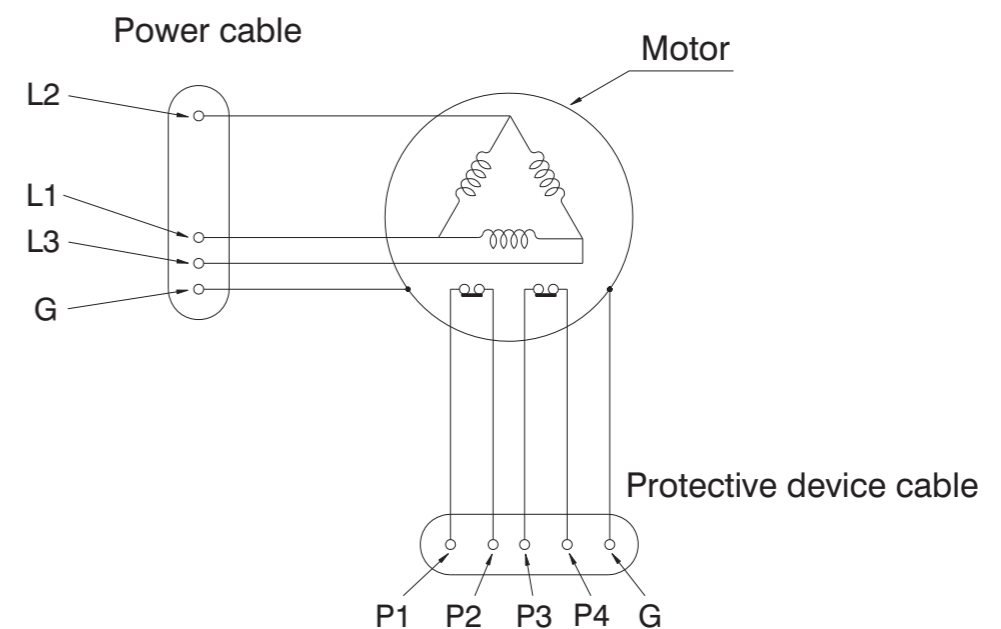 Power cable
Motor
L2
L1
L3
G
Protective device cable
P1 P2 P3 P4 G